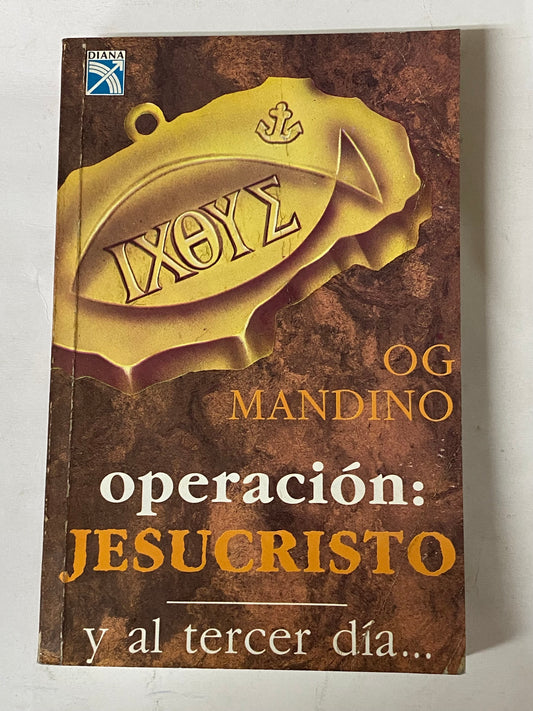 DIANA
ΙΧΘΥΣ
OG
MANDINO
operación:
JESUCRISTO
y al tercer día...